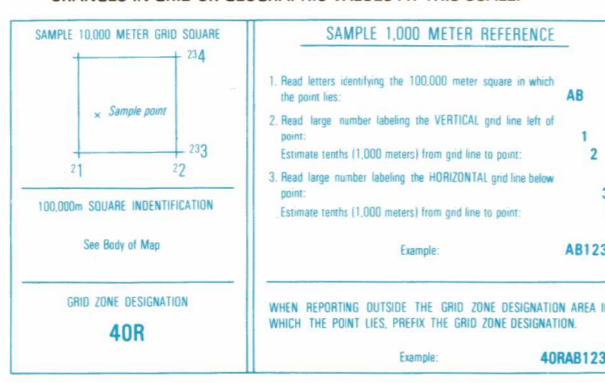 SAMPLE 10,000 METER GRID SQUARE
234
× Sample point
233
21 22
100,000m SQUARE INDENTIFICATION
See Body of Map
GRID ZONE DESIGNATION
40R
SAMPLE 1,000 METER REFERENCE
1. Read letters identifying the 100,000 meter square in which
the point lies: AB
2. Read large number labeling the VERTICAL grid line left of
point: 1
Estimate tenths (1,000 meters) from grid line to point: 2
3. Read large number labeling the HORIZONTAL grid line below
point: 3
Estimate tenths (1,000 meters) from grid line to point:
Example: AB123
WHEN REPORTING OUTSIDE THE GRID ZONE DESIGNATION AREA
WHICH THE POINT LIES, PREFIX THE GRID ZONE DESIGNATION.
Example: 40RAB123